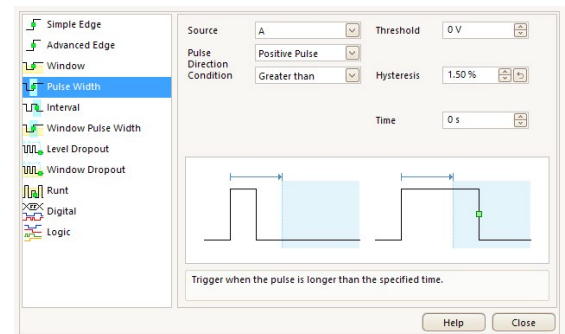 Simple Edge
Advanced Edge
Window
Pulse Width
Interval
Window Pulse Width
Level Dropout
Window Dropout
Runt
Digital
Logic
Source A Threshold 0 V
Pulse Direction Positive Pulse
Condition Greater than Hysteresis 1.50 %
Time 0 s
Trigger when the pulse is longer than the specified time.
Help Close